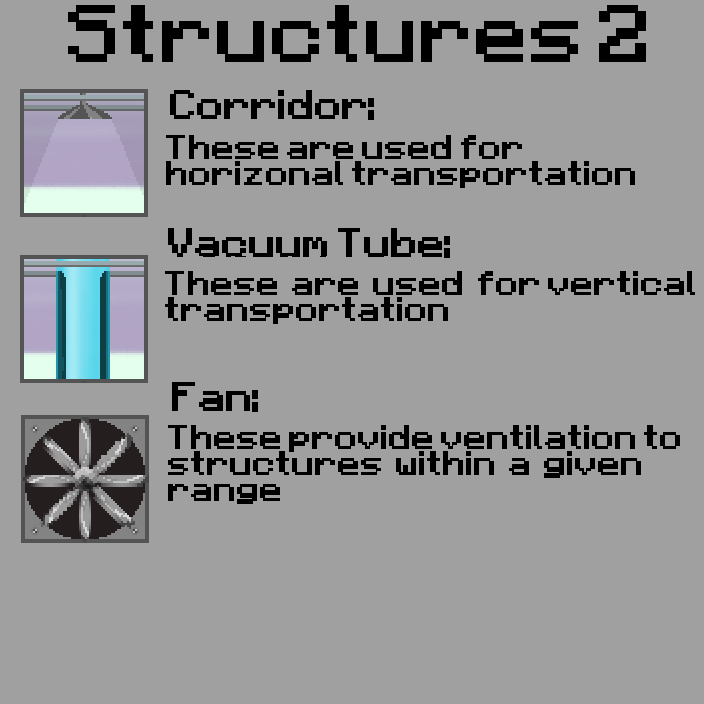 Structures 2
Corridor:
These are used for
horizonal transportation
Vacuum Tube:
These are used for vertical
transportation
Fan:
These provide ventilation to
structures within a given
range